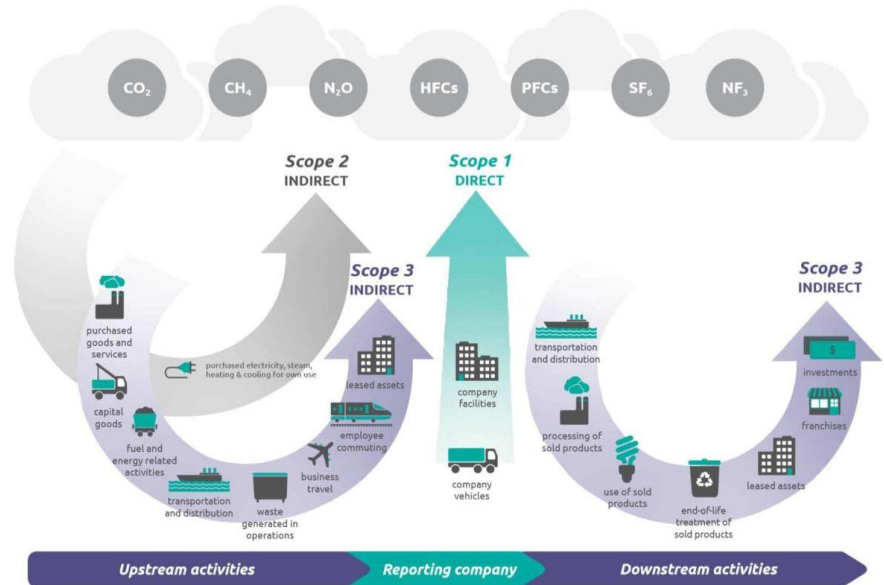 CO₂
CH₄
N₂O
HFCs
PFCs
SF₆
NF₃
Scope 2
INDIRECT
Scope 1
DIRECT
Scope 3
INDIRECT
Scope 3
INDIRECT
purchased
goods and
services
capital
goods
fuel and
energy related
activities
transportation
and distribution
waste
generated in
operations
business
travel
employee
commuting
leased assets
purchased electricity, steam,
heating & cooling for own use
company
facilities
company
vehicles
transportation
and distribution
processing of
sold products
use of sold
products
end-of-life
treatment of
sold products
leased assets
franchises
$
investments
Upstream activities
Reporting company
Downstream activities